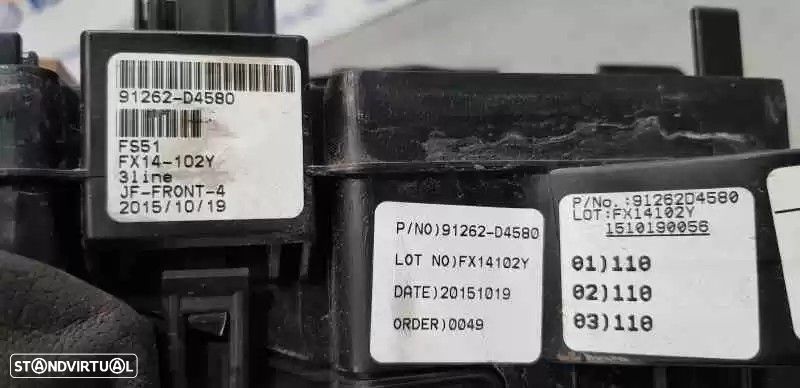 91262-D4580
FS51
FX14-102Y
3line
JF-FRONT-4
2015/10/19
P/NO)91262-D4580
LOT NO)FX14102Y
DATE)20151019
ORDER)0049
P/No.:91262D4580
LOT:FX14102Y
1510190056
01)110
02)110
03)110
STANDVIRTUAL